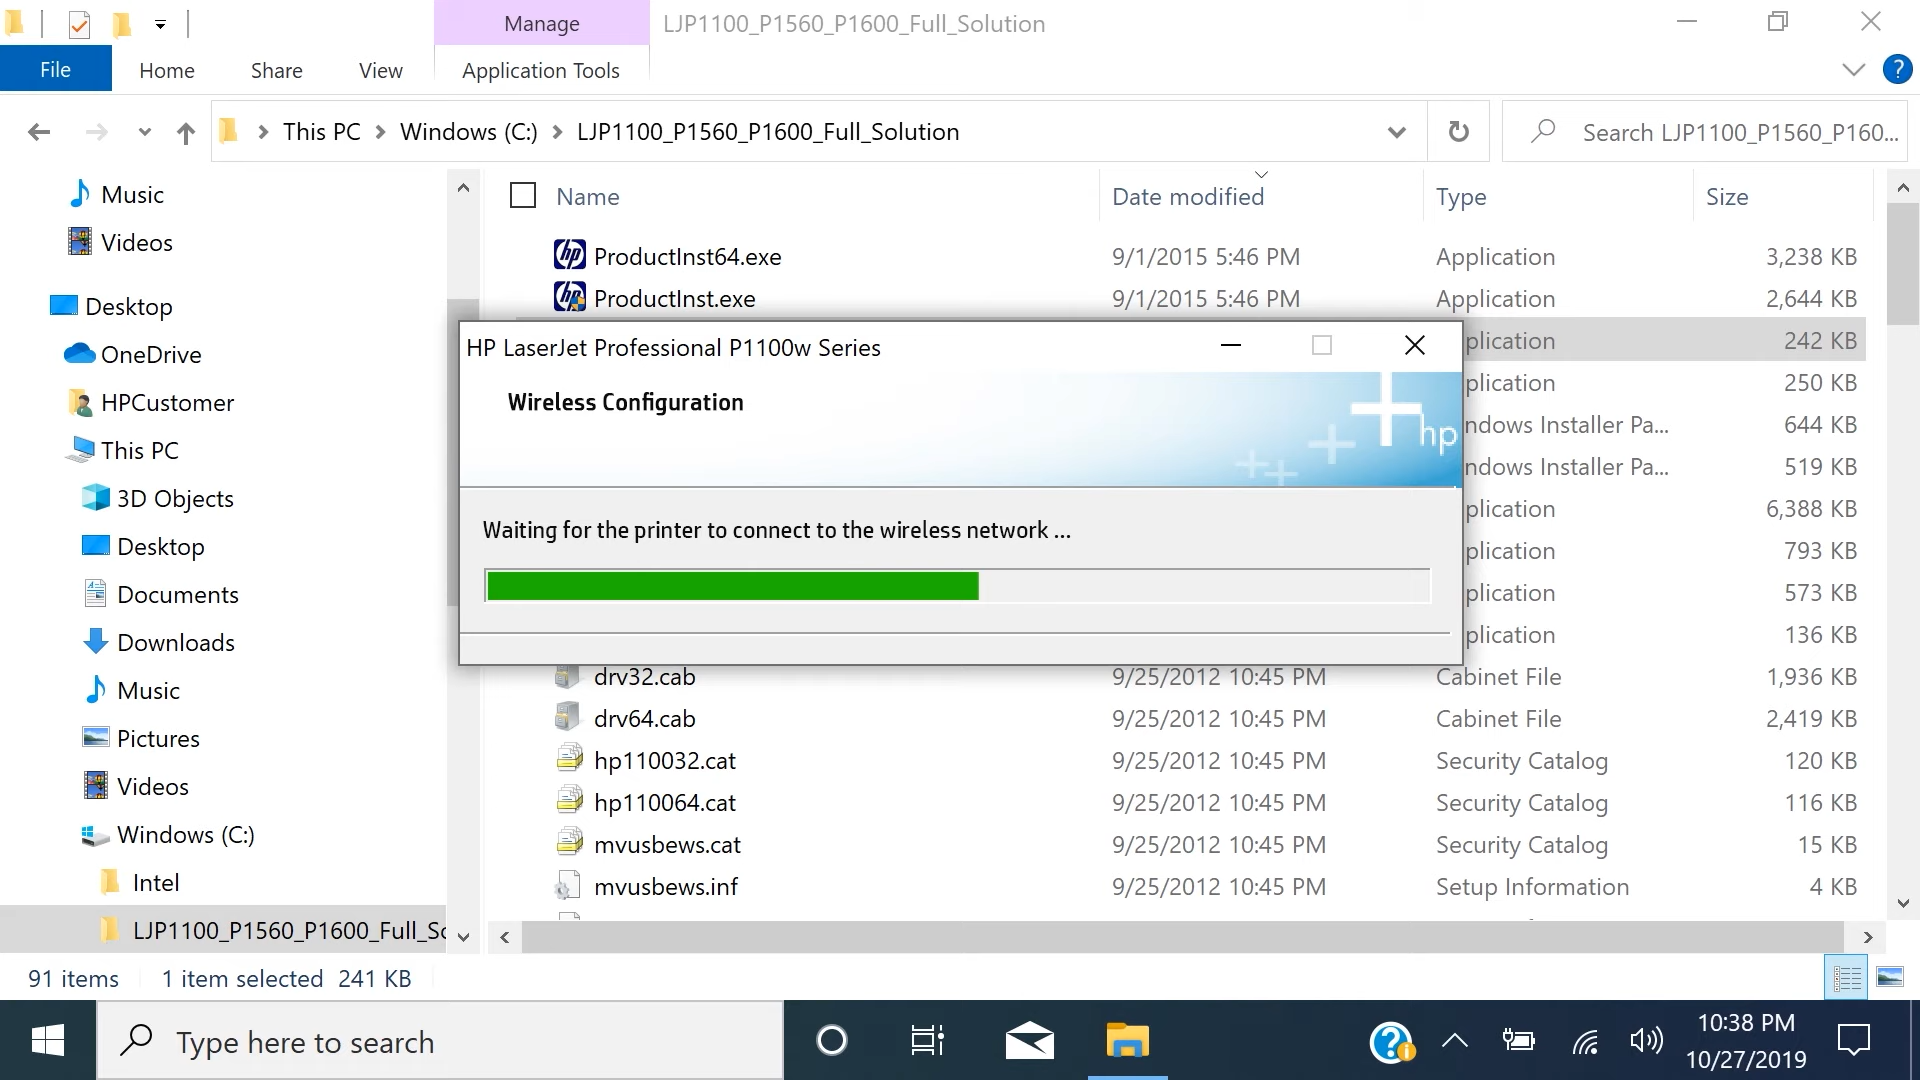 Manage
LJP1100_P1560_P1600_Full_Solution
File
Home
Share
View
Application Tools
?
This PC
Windows (C:)
LJP1100_P1560_P1600_Full_Solution
Search LJP1100_P1560_P160...
Music
Videos
Desktop
OneDrive
HPCustomer
This PC
3D Objects
Desktop
Documents
Downloads
Music
Pictures
Videos
Windows (C:)
Intel
LJP1100_P1560_P1600_Full_Sc
Name
Date modified
Type
Size
hp ProductInst64.exe 9/1/2015 5:46 PM Application 3,238 KB
hp ProductInst.exe 9/1/2015 5:46 PM Application 2,644 KB
plication 242 KB
plication 250 KB
ndows Installer Pa... 644 KB
ndows Installer Pa... 519 KB
plication 6,388 KB
plication 793 KB
plication 573 KB
plication 136 KB
HP LaserJet Professional P1100w Series
Wireless Configuration
hp
Waiting for the printer to connect to the wireless network ...
drv32.cab 9/25/2012 10:45 PM Cabinet File 1,936 KB
drv64.cab 9/25/2012 10:45 PM Cabinet File 2,419 KB
hp110032.cat 9/25/2012 10:45 PM Security Catalog 120 KB
hp110064.cat 9/25/2012 10:45 PM Security Catalog 116 KB
mvusbews.cat 9/25/2012 10:45 PM Security Catalog 15 KB
mvusbews.inf 9/25/2012 10:45 PM Setup Information 4 KB
91 items
1 item selected 241 KB
Type here to search
?
10:38 PM
10/27/2019